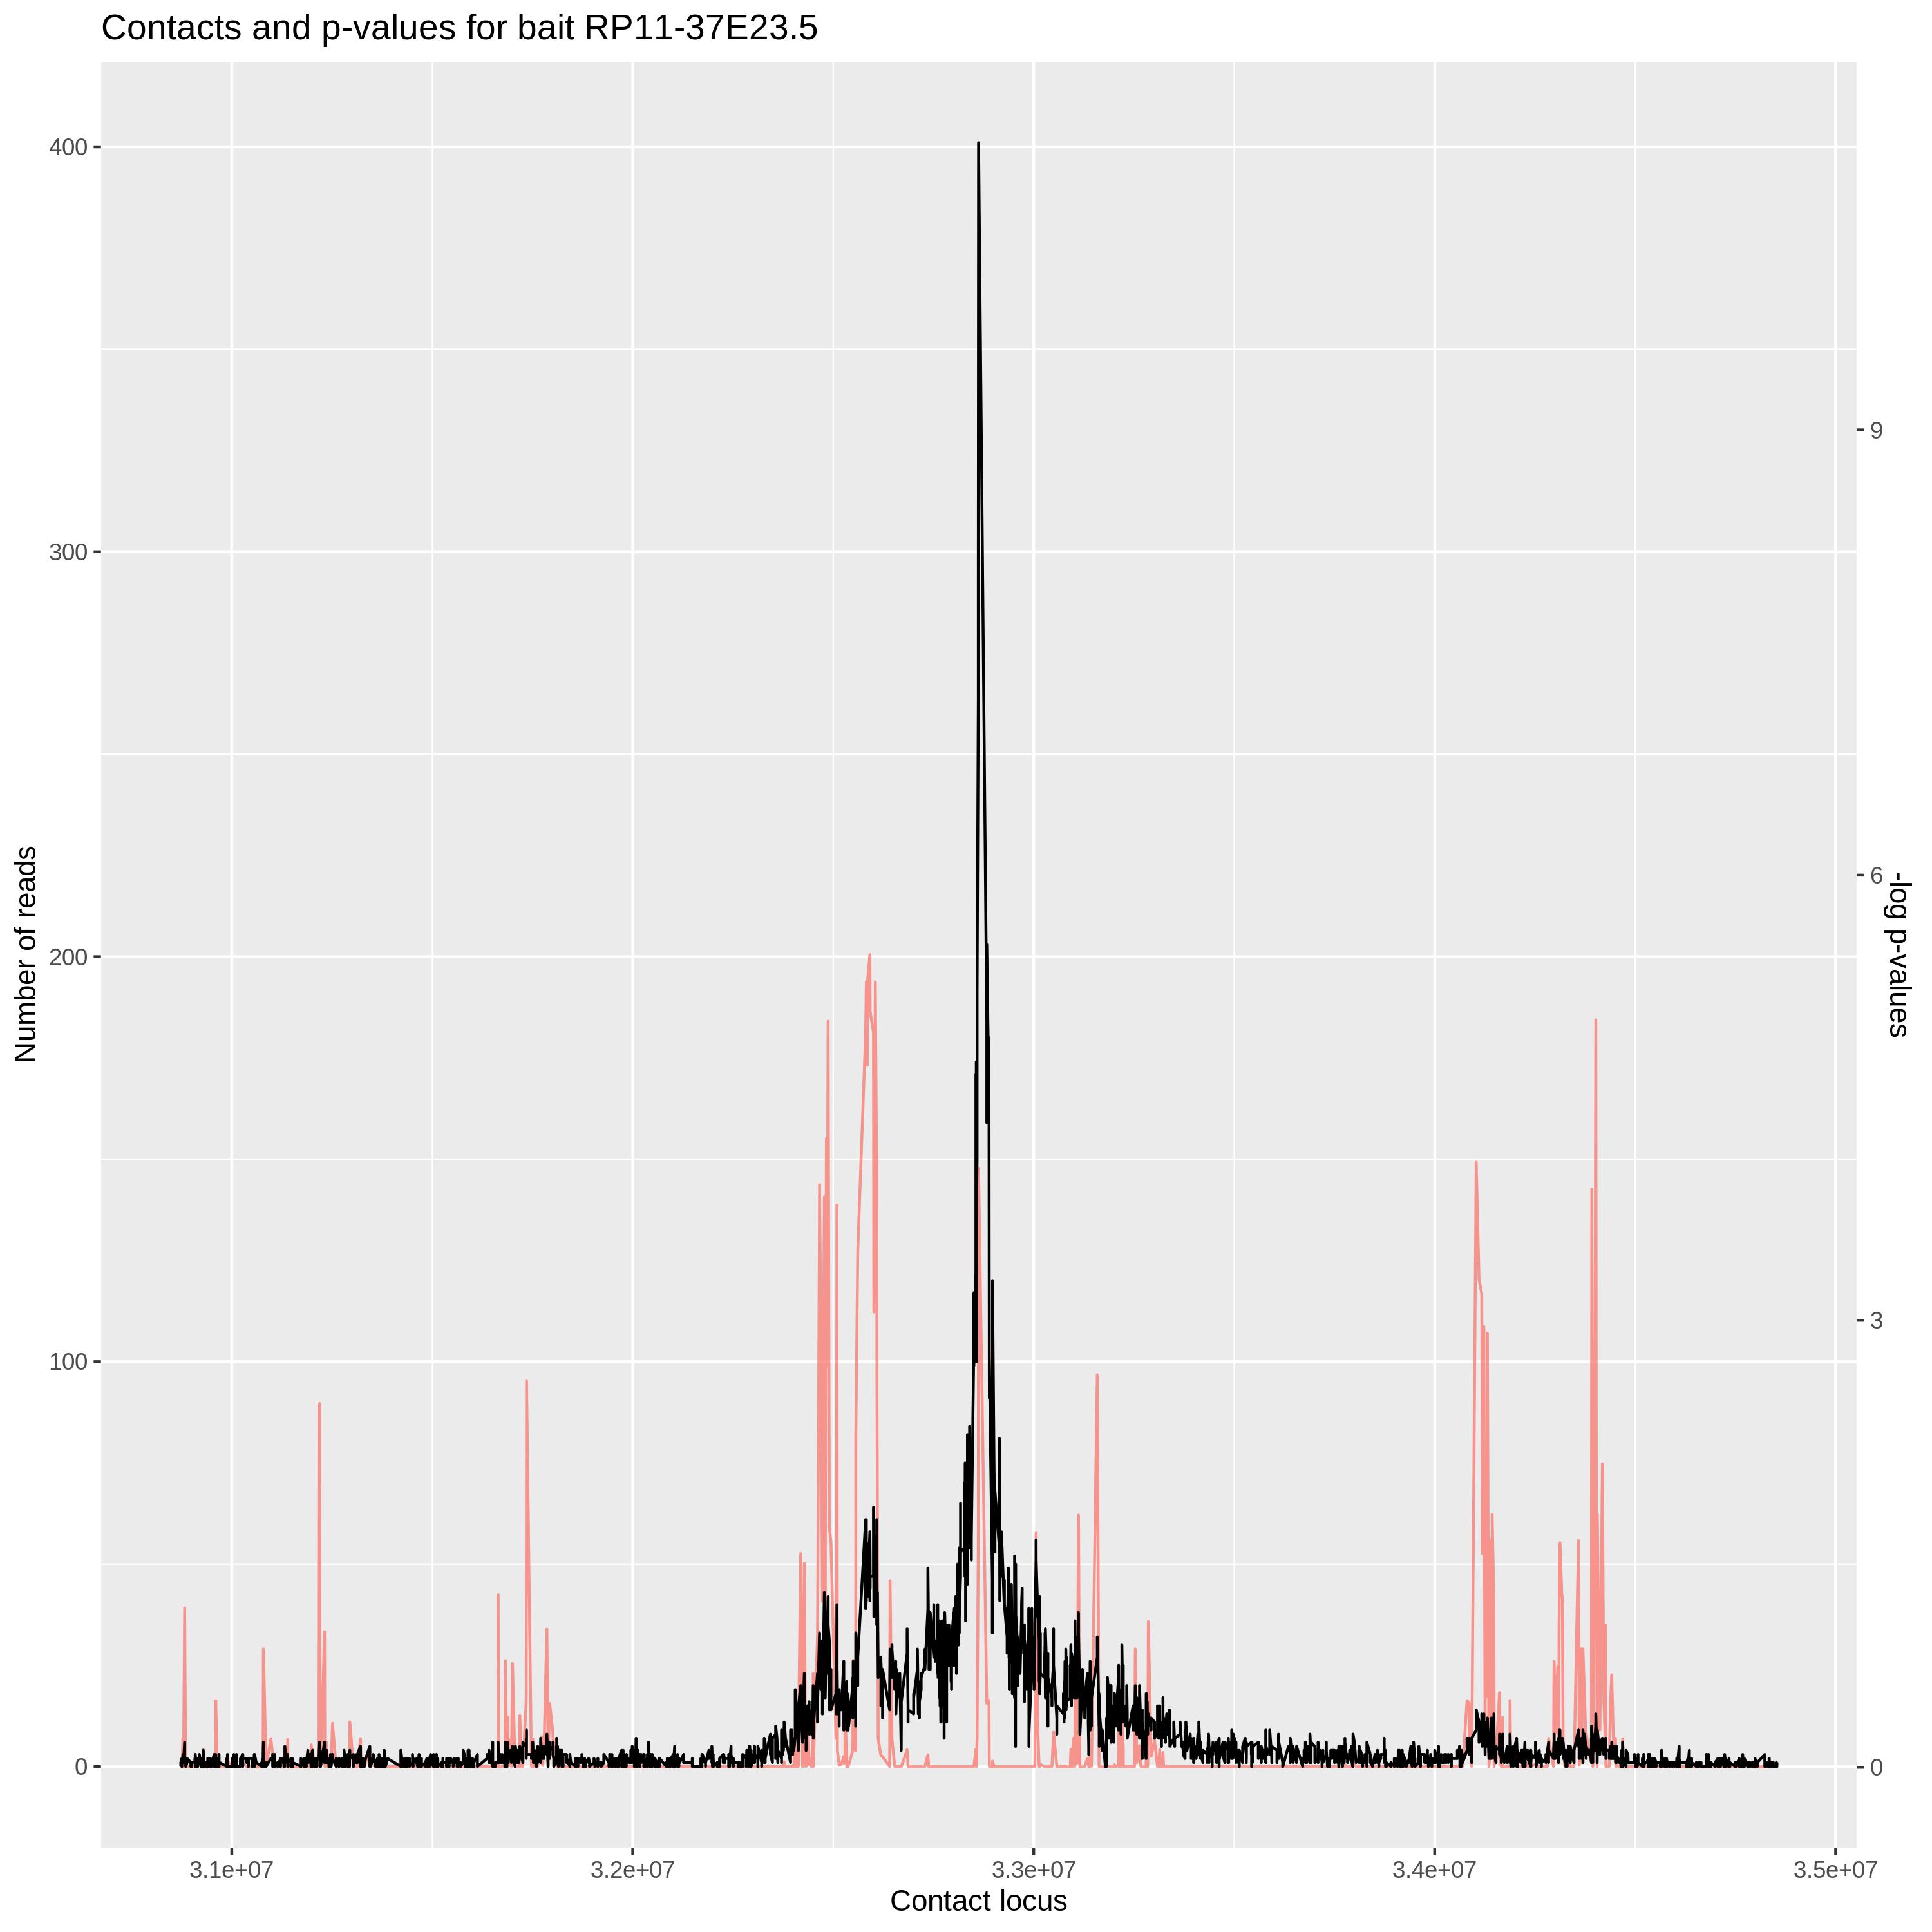 Contacts and p-values for bait RP11-37E23.5
400
300
200
100
0
Number of reads
9
6
3
0
-log p-values
3.1e+07 3.2e+07 3.3e+07 3.4e+07 3.5e+07
Contact locus